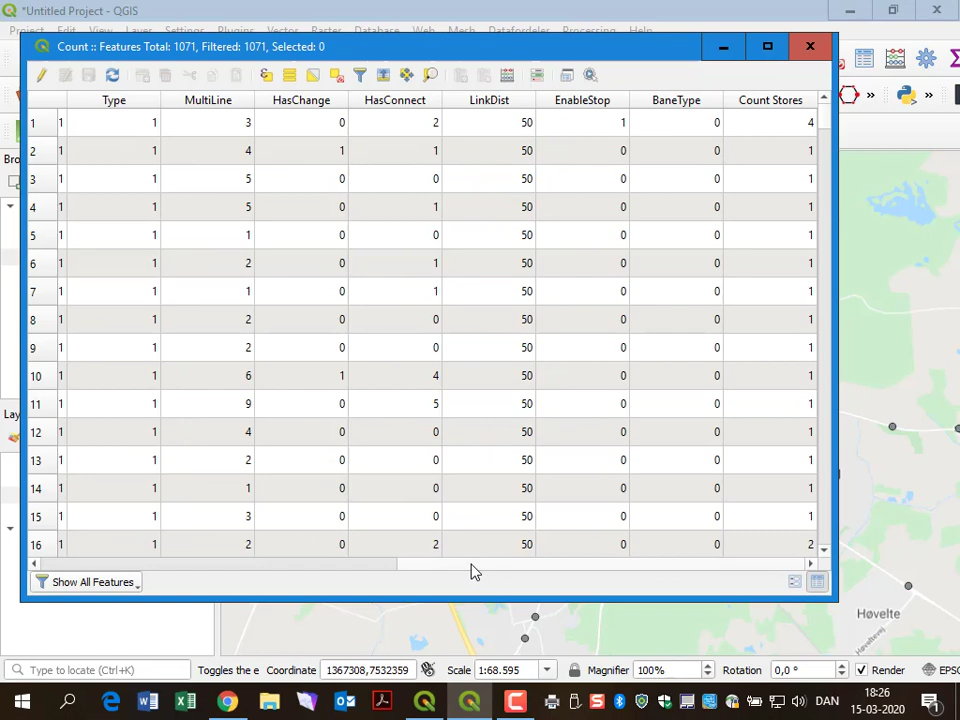 *Untitled Project - QGIS
Count :: Features Total: 1071, Filtered: 1071, Selected: 0
Type MultiLine HasChange HasConnect LinkDist EnableStop BaneType Count Stores
1 1 1 3 0 2 50 1 0 4
2 1 1 4 1 1 50 0 0 1
3 1 1 5 0 0 50 0 0 1
4 1 1 5 0 1 50 0 0 1
5 1 1 1 0 0 50 0 0 1
6 1 1 2 0 1 50 0 0 1
7 1 1 1 0 1 50 0 0 1
8 1 1 2 0 0 50 0 0 1
9 1 1 2 0 0 50 0 0 1
10 1 1 6 1 4 50 0 0 1
11 1 1 9 0 5 50 0 0 1
12 1 1 4 0 0 50 0 0 1
13 1 1 2 0 0 50 0 0 1
14 1 1 1 0 0 50 0 0 1
15 1 1 3 0 0 50 0 0 1
16 1 1 2 0 2 50 0 0 2
Bro
Lay
Show All Features
Høvelte
Høveltevej
Type to locate (Ctrl+K) Toggles the e Coordinate 1367308,7532359 Scale 1:68.595 Magnifier 100% Rotation 0,0 ° Render EPSG
DAN 18:26
15-03-2020